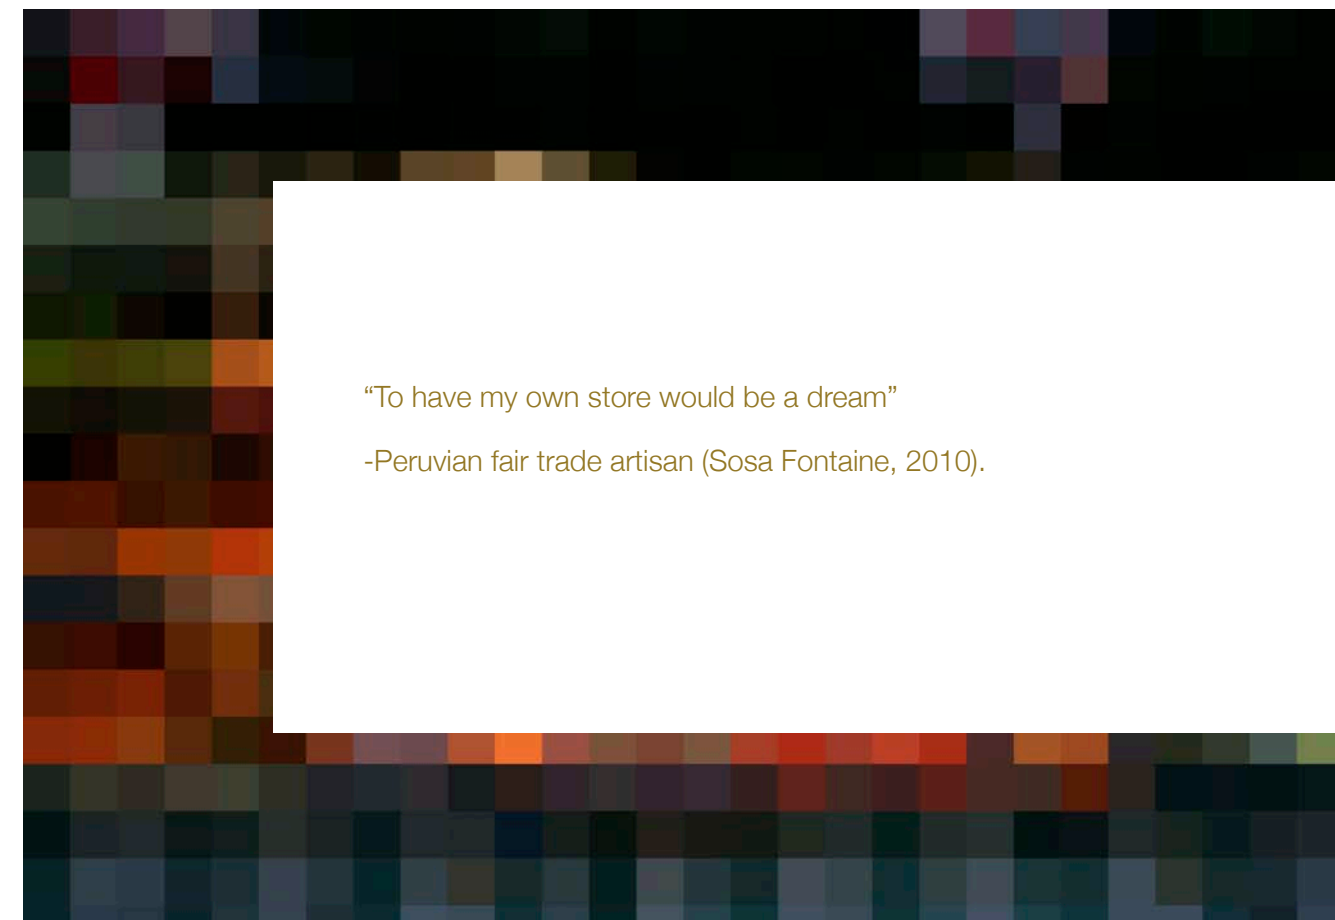 “To have my own store would be a dream”
-Peruvian fair trade artisan (Sosa Fontaine, 2010).